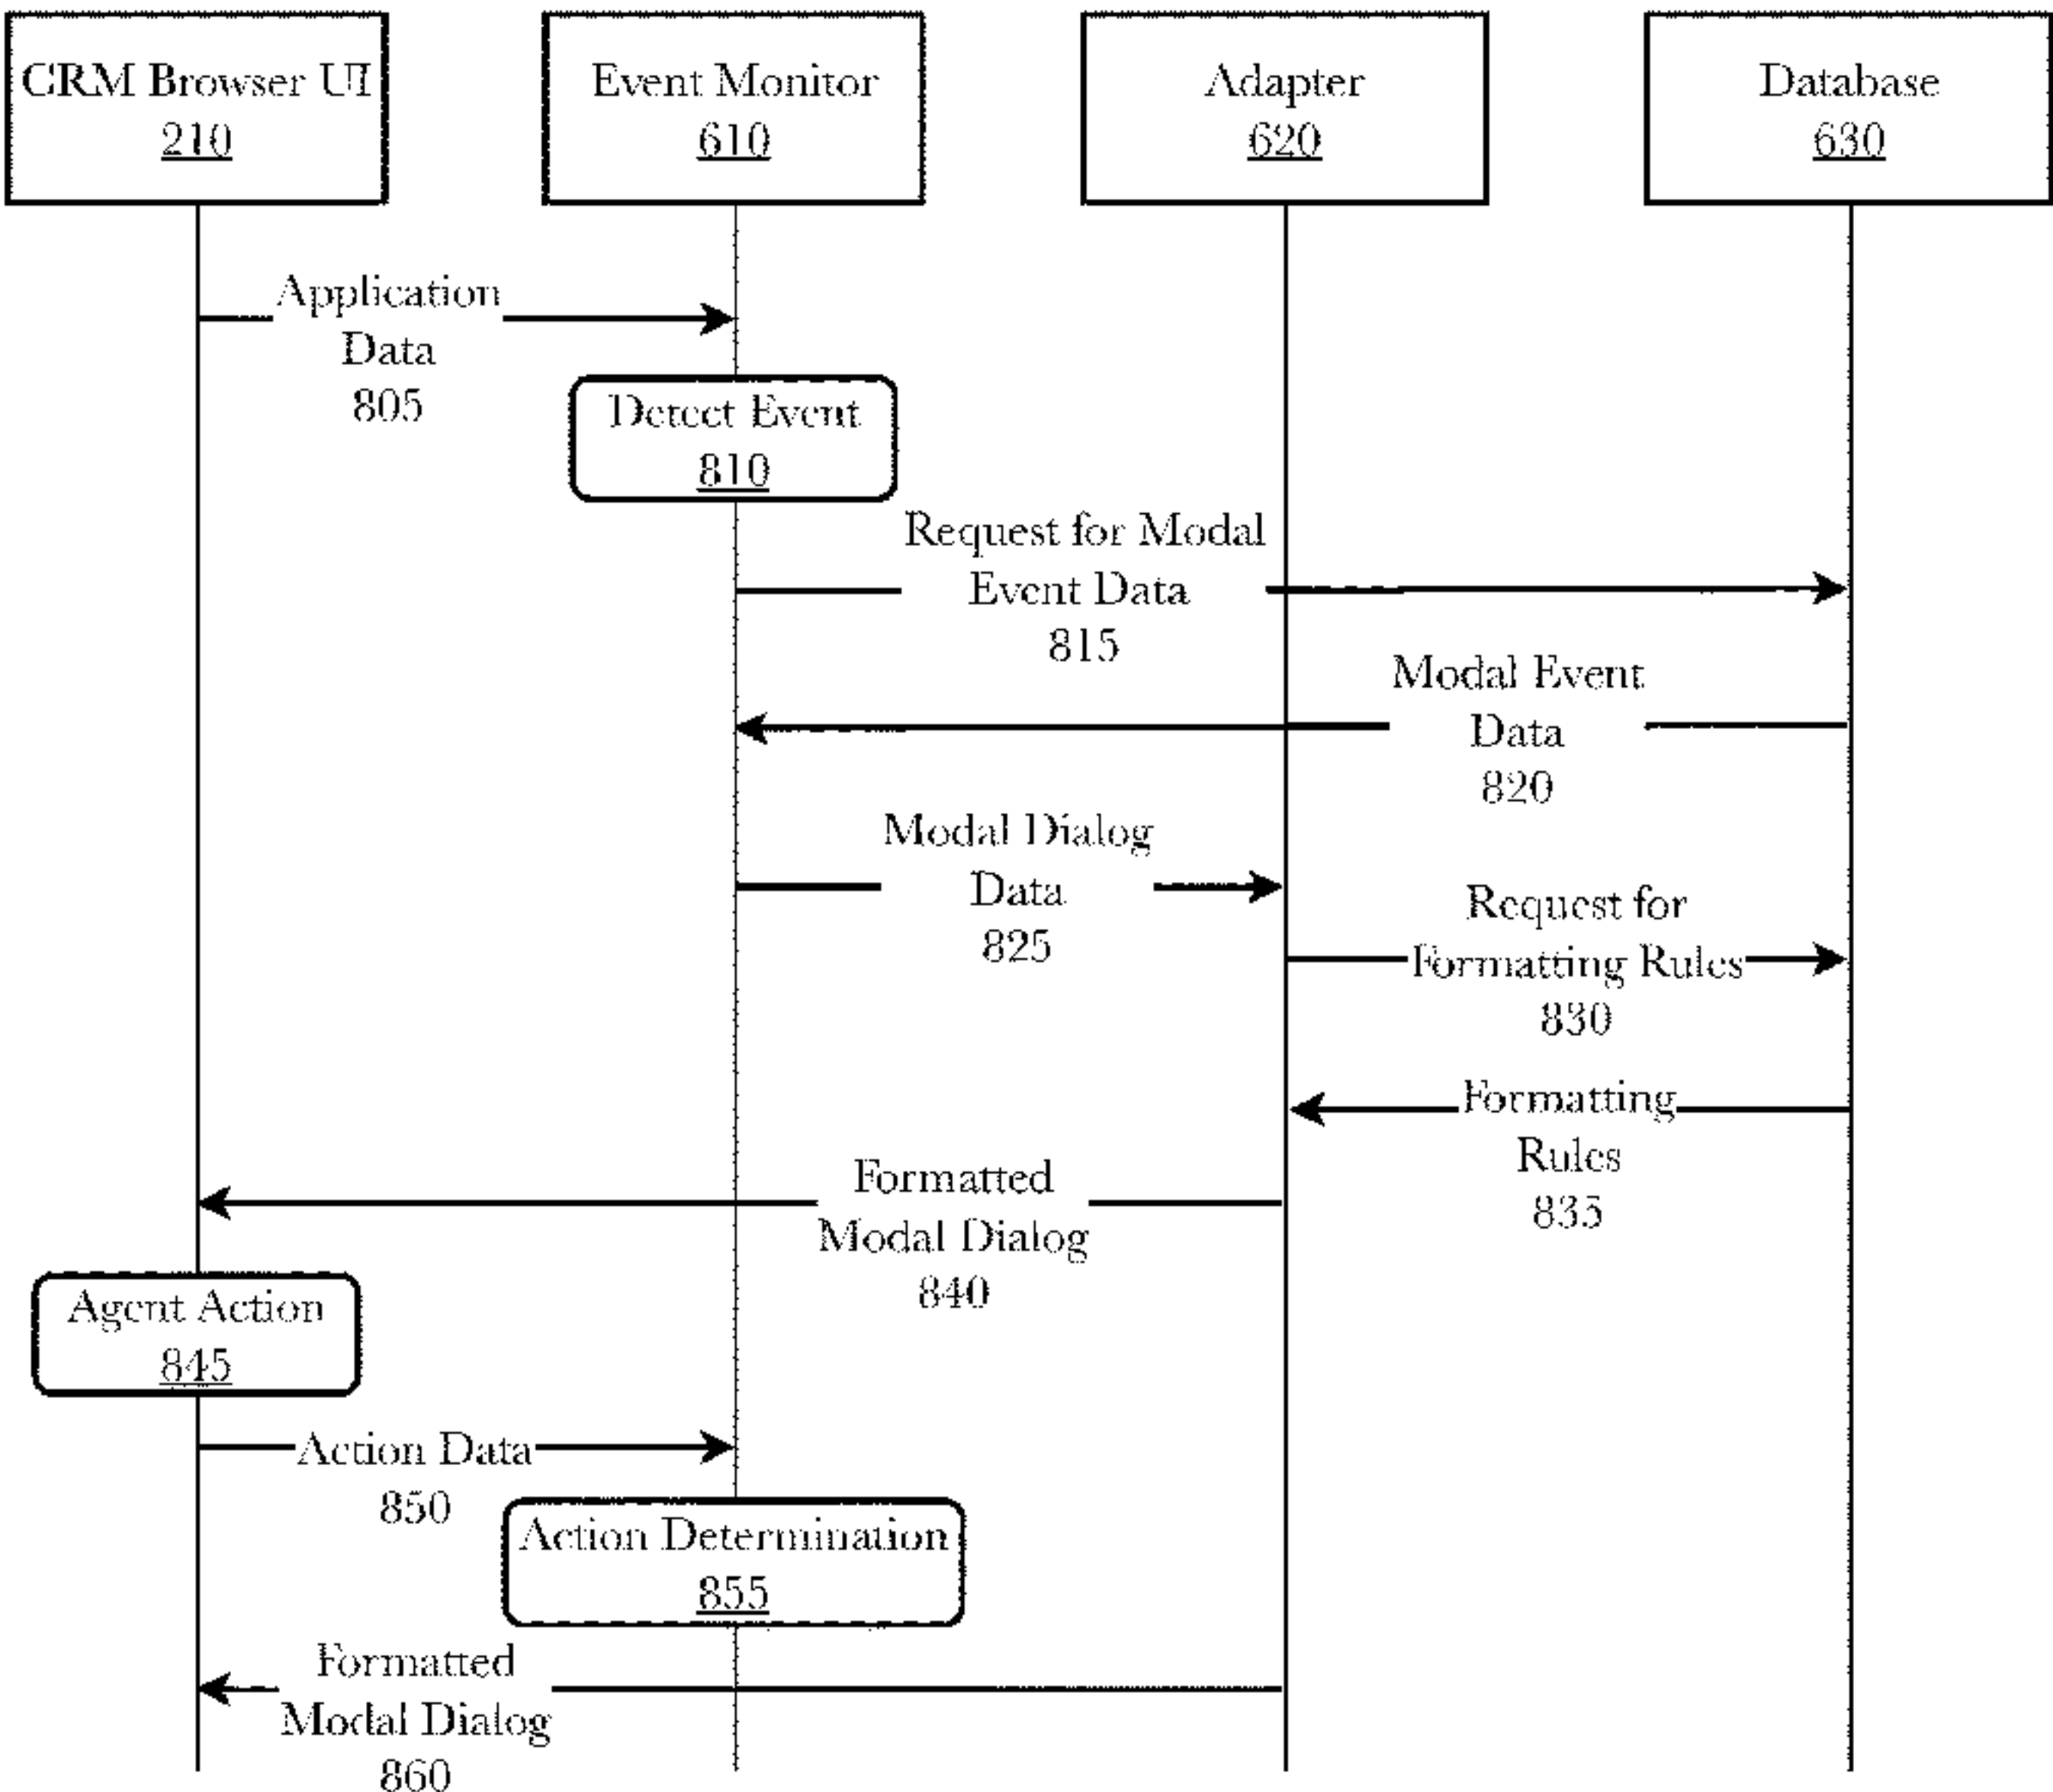 CRM Browser UI
210
Event Monitor
610
Adapter
620
Database
630
Application
Data
805
Detect Event
810
Request for Modal
Event Data
815
Modal Event
Data
820
Modal Dialog
Data
825
Request for
Formatting Rules
830
Formatting
Rules
835
Formatted
Modal Dialog
840
Agent Action
845
Action Data
850
Action Determination
855
Formatted
Modal Dialog
860